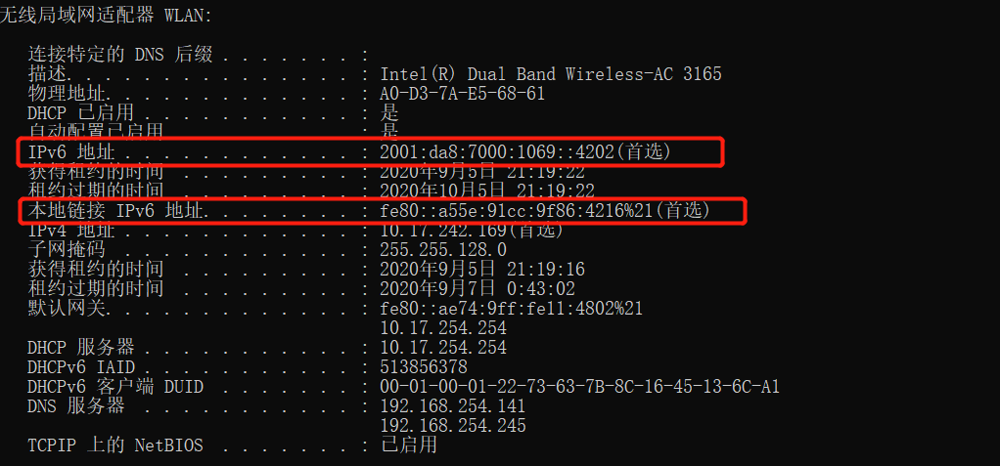 无线局域网适配器 WLAN:
连接特定的 DNS 后缀 . . . . . . . :
描述. . . . . . . . . . . . . . . : Intel(R) Dual Band Wireless-AC 3165
物理地址. . . . . . . . . . . . . : A0-D3-7A-E5-68-61
DHCP 已启用 . . . . . . . . . . . : 是
自动配置已启用. . . . . . . . . . : 是
IPv6 地址 . . . . . . . . . . . . : 2001:da8:7000:1069::4202(首选)
获得租约的时间 . . . . . . . . . : 2020年9月5日 21:19:22
租约过期的时间 . . . . . . . . . : 2020年10月5日 21:19:22
本地链接 IPv6 地址. . . . . . . . : fe80::a55e:91cc:9f86:4216%21(首选)
IPv4 地址 . . . . . . . . . . . . : 10.17.242.169(首选)
子网掩码 . . . . . . . . . . . . : 255.255.128.0
获得租约的时间 . . . . . . . . . : 2020年9月5日 21:19:16
租约过期的时间 . . . . . . . . . : 2020年9月7日 0:43:02
默认网关. . . . . . . . . . . . . : fe80::ae74:9ff:fe11:4802%21
10.17.254.254
DHCP 服务器 . . . . . . . . . . . : 10.17.254.254
DHCPv6 IAID . . . . . . . . . . . : 513856378
DHCPv6 客户端 DUID . . . . . . . : 00-01-00-01-22-73-63-7B-8C-16-45-13-6C-A1
DNS 服务器 . . . . . . . . . . . : 192.168.254.141
192.168.254.245
TCPIP 上的 NetBIOS . . . . . . . : 已启用